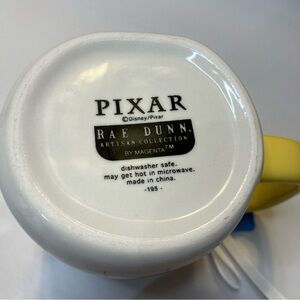 PIXAR
©Disney/Pixar
RAE DUNN.
ARTISAN COLLECTION
BY MAGENTA™
dishwasher safe.
may get hot in microwave.
made in china.
-195-